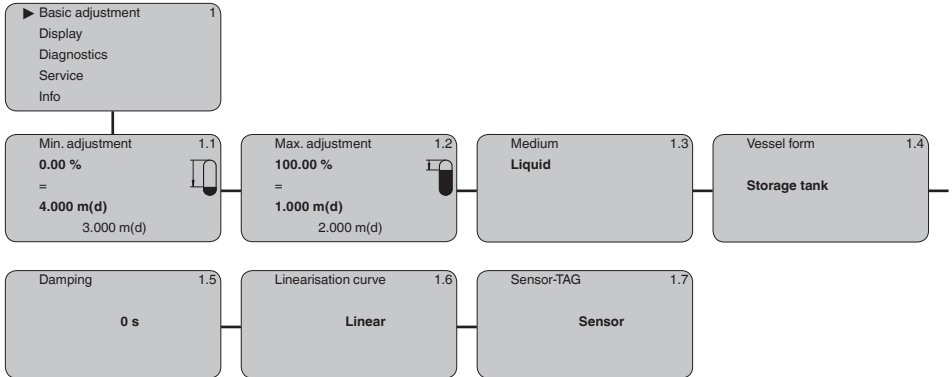 ▶ Basic adjustment 1
Display
Diagnostics
Service
Info
Min. adjustment 1.1
0.00 %
=
4.000 m(d)
3.000 m(d)
Max. adjustment 1.2
100.00 %
=
1.000 m(d)
2.000 m(d)
Medium 1.3
Liquid
Vessel form 1.4
Storage tank
Damping 1.5
0 s
Linearisation curve 1.6
Linear
Sensor-TAG 1.7
Sensor